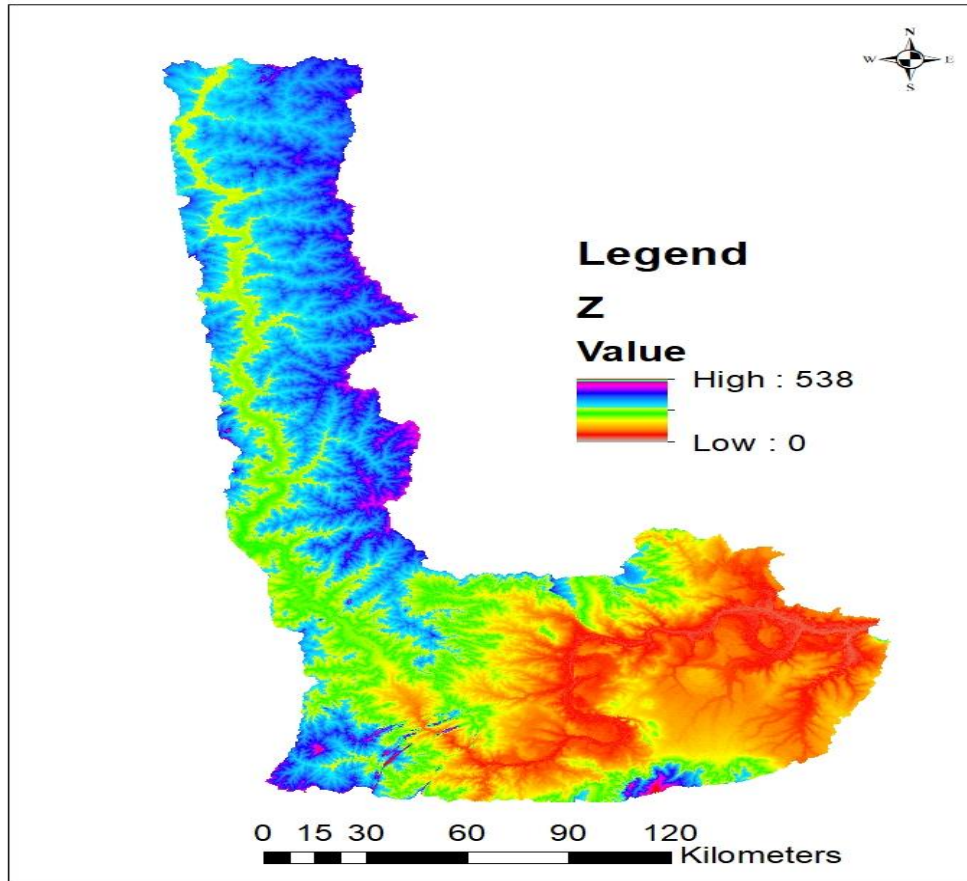 N
W E
S
Legend
Z
Value
High : 538
Low : 0
0 15 30 60 90 120
Kilometers